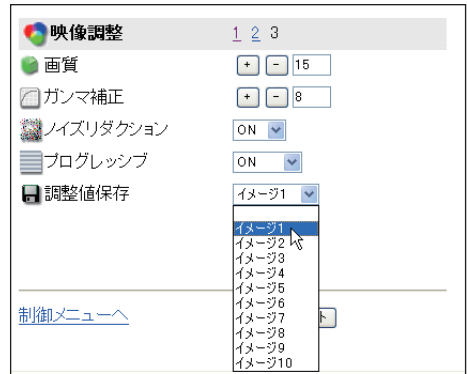 映像調整 1 2 3
画質 + - 15
ガンマ補正 + - 8
ノイズリダクション ON
プログレッシブ ON
調整値保存 イメージ1
イメージ1
イメージ2
イメージ3
イメージ4
イメージ5
イメージ6
制御メニューへ イメージ7 ト
イメージ8
イメージ9
イメージ10